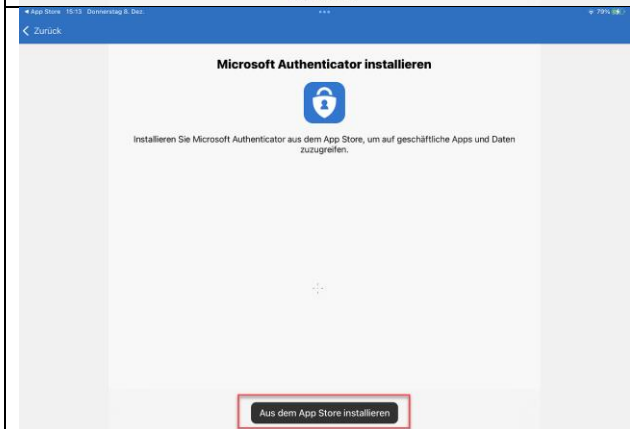 ◀ App Store 15:13 Donnerstag 8. Dez. 79%
Zurück
Microsoft Authenticator installieren
Installieren Sie Microsoft Authenticator aus dem App Store, um auf geschäftliche Apps und Daten
zuzugreifen.
Aus dem App Store installieren